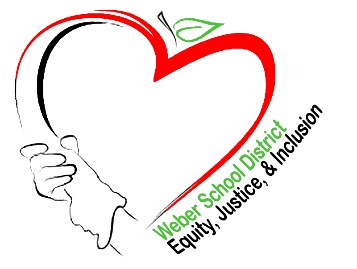 Weber School District
Equity, Justice, & Inclusion